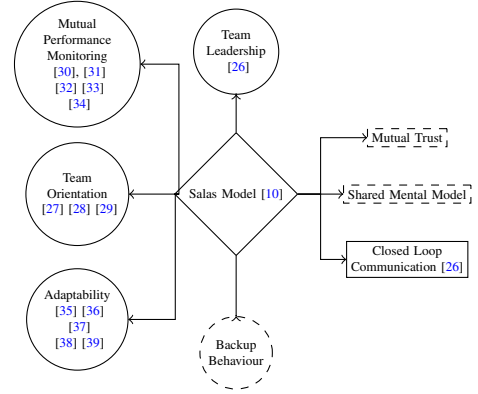 Mutual
Performance
Monitoring
[30], [31]
[32] [33]
[34]
Team
Leadership
[26]
Mutual Trust
Team
Orientation
[27] [28] [29]
Salas Model [10]
Shared Mental Model
Closed Loop
Communication [26]
Adaptability
[35] [36]
[37]
[38] [39]
Backup
Behaviour